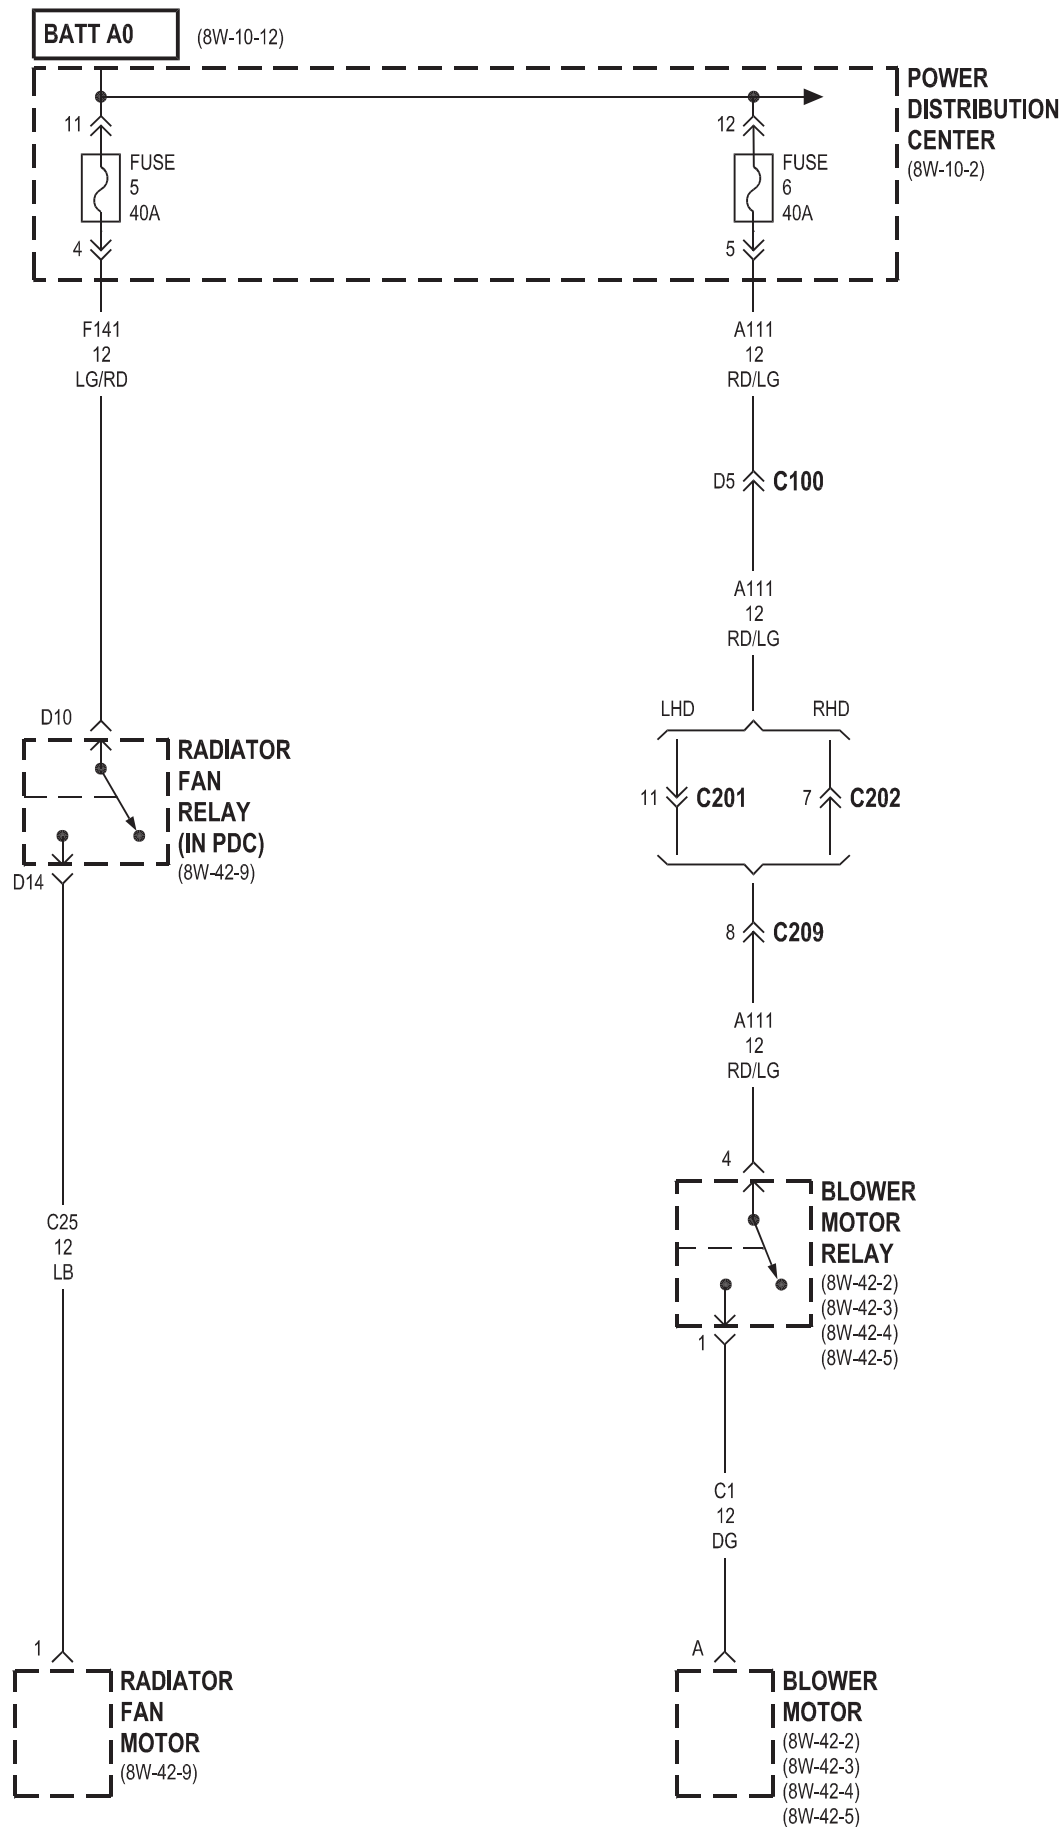 BATT A0
(8W-10-12)
POWER
DISTRIBUTION
CENTER
(8W-10-2)
11
FUSE
5
40A
4
12
FUSE
6
40A
5
F141
12
LG/RD
A111
12
RD/LG
D5
C100
A111
12
RD/LG
LHD
RHD
D10
RADIATOR
FAN
RELAY
(IN PDC)
(8W-42-9)
D14
11
C201
7
C202
8
C209
A111
12
RD/LG
4
BLOWER
MOTOR
RELAY
(8W-42-2)
(8W-42-3)
(8W-42-4)
(8W-42-5)
1
C25
12
LB
C1
12
DG
1
RADIATOR
FAN
MOTOR
(8W-42-9)
A
BLOWER
MOTOR
(8W-42-2)
(8W-42-3)
(8W-42-4)
(8W-42-5)